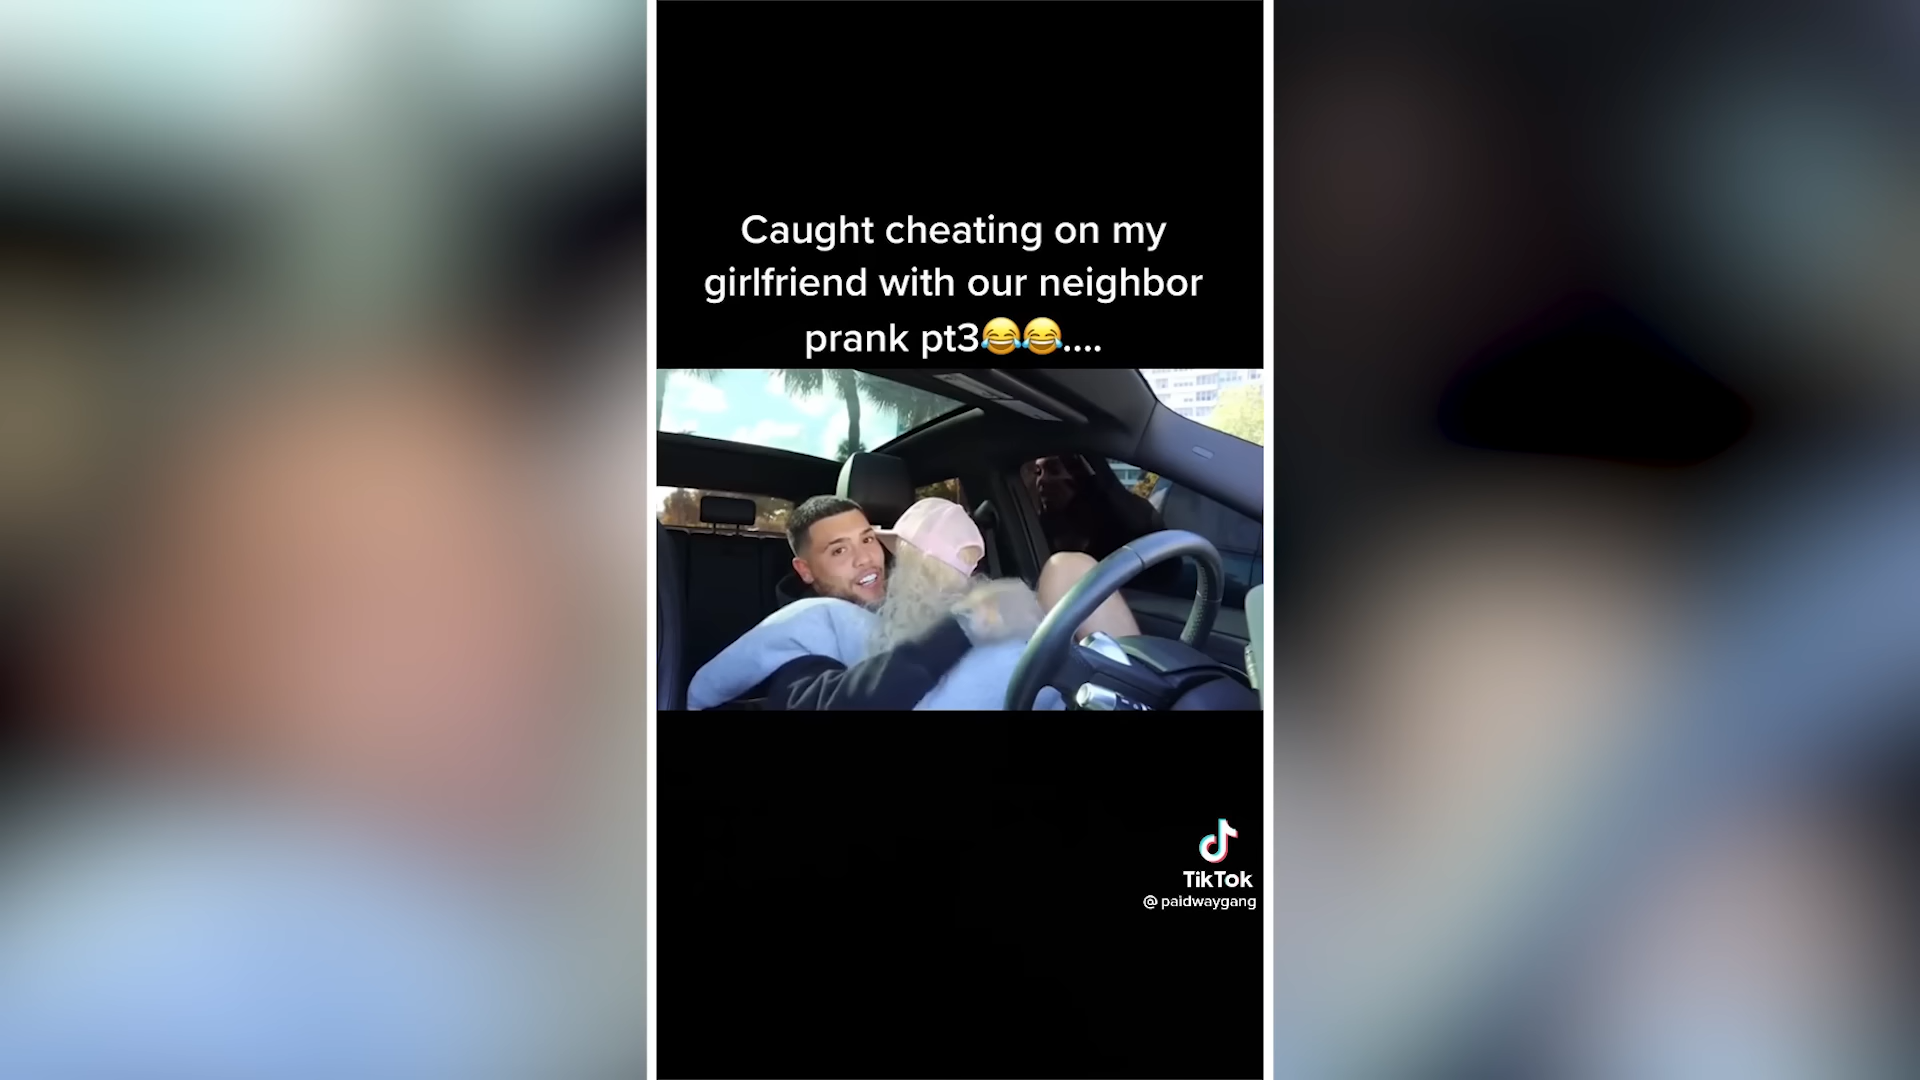 Caught cheating on my
girlfriend with our neighbor
prank pt3😂😂....
TikTok
@paidwaygang